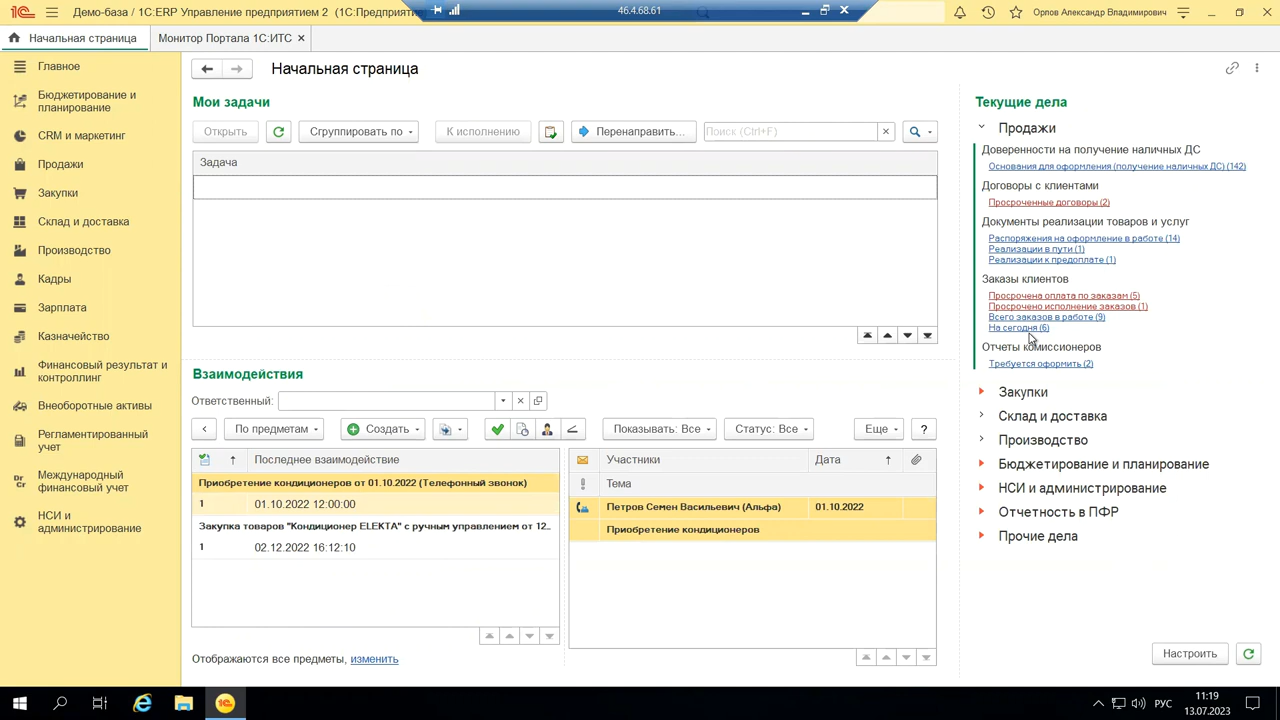 Демо-база / 1С:ERP Управление предприятием 2 (1С:Предприятие
46.4.68.61
Орлов Александр Владимирович
Начальная страница
Монитор Портала 1С:ИТС
Главное
Бюджетирование и
планирование
CRM и маркетинг
Продажи
Закупки
Склад и доставка
Производство
Кадры
Зарплата
Казначейство
Финансовый результат и
контроллинг
Внеоборотные активы
Регламентированный
учет
Международный
финансовый учет
НСИ и
администрирование
Начальная страница
Мои задачи
Открыть
Сгруппировать по
К исполнению
Перенаправить...
Поиск (Ctrl+F)
Задача
Взаимодействия
Ответственный:
По предметам
Создать
Показывать: Все
Статус: Все
Еще
?
Последнее взаимодействие
Приобретение кондиционеров от 01.10.2022 (Телефонный звонок)
1 01.10.2022 12:00:00
Закупка товаров "Кондиционер ELEKTA" с ручным управлением от 12...
1 02.12.2022 16:12:10
Участники Дата
Тема
Петров Семен Васильевич (Альфа) 01.10.2022
Приобретение кондиционеров
Отображаются все предметы, изменить
Текущие дела
Продажи
Доверенности на получение наличных ДС
Основания для оформления (получение наличных ДС) (142)
Договоры с клиентами
Просроченные договоры (2)
Документы реализации товаров и услуг
Распоряжения на оформление в работе (14)
Реализации в пути (1)
Реализации к предоплате (1)
Заказы клиентов
Просрочена оплата по заказам (5)
Просрочено исполнение заказов (1)
Всего заказов в работе (9)
На сегодня (6)
Отчеты комиссионеров
Требуется оформить (2)
Закупки
Склад и доставка
Производство
Бюджетирование и планирование
НСИ и администрирование
Отчетность в ПФР
Прочие дела
Настроить
РУС
11:19
13.07.2023